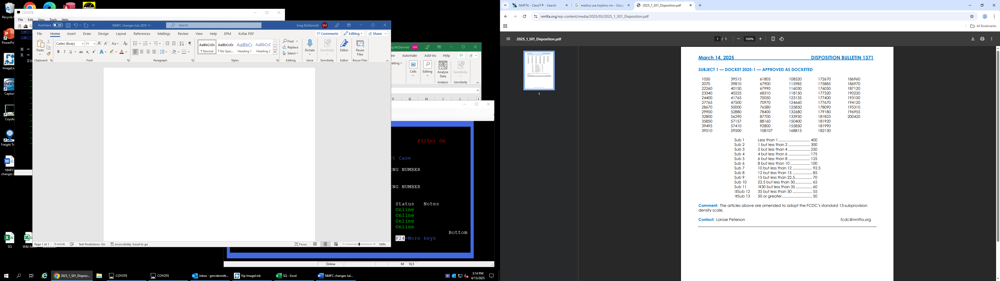 Recycle
PowerPo
ImageLin
INDEX
Captur
Coyote
Freight Tr
NMFC
changes J
SQ
W&I for
McLeod
COYOTE
File Edit View Tools Help
DM00
GMCD
N =
R =
Se
AutoSave Off
NMFC changes July 2025
Search
Greg McDermitt GM
File Home Insert Draw Design Layout References Mailings Review View Help EPM Kofax PDF
Comments Editing Share
Paste
Calibri (Body) 11
AaBbCcDc AaBbCcDc AaBbCc AaBbCcD
¶ Normal ¶ No Spac... Heading 1 Heading 2
Find
Replace
Select
Dictate
Sensitivity
Editor
Reuse
Files
Clipboard Font Paragraph Styles Editing Voice Sensitivity Editor Reuse Files
Page 1 of 1 0 words Text Predictions: On Accessibility: Good to go Focus 100%
eg McDermitt GM
ew Automate Add-ins Help
atting
Cells
Editing
Analyze
Data
Sensitivity
Analysis Sensitivity
F G H I J
Filter On
rt Case
ING NUMBER
ING NUMBER
Status Notes
Online
Online
Online
Online
Bottom
F24=More keys
Online M 16,5
2025_1_S01_Disposi...
COYOTE
COYOTE
Inbox - gmcdermitt...
Vip ImageLink
SQ - Excel
NMFC changes Jul...
3:14 PM
4/15/2025
NMFTA - ClassIT® - Search
medica usa hopkins mn - Goog
2025_1_S01_Disposition.pdf
nmfta.org/wp-content/media/2025/03/2025_1_S01_Disposition.pdf
All Bookmarks
2025_1_S01_Disposition.pdf
1 / 1 100%
1
March 14, 2025 DISPOSITION BULLETIN 1371
SUBJECT 1 — DOCKET 2025-1 — APPROVED AS DOCKETED
1050 39515 61805 108520 172670 186960
2070 39810 67900 115985 175885 186970
22260 40150 67990 116030 176050 187120
23340 40225 68310 118150 177320 190220
24400 41765 70050 123135 177400 193100
27765 47500 70970 124660 177670 194120
28670 50000 76580 125850 178090 195310
29900 52880 78400 132680 179180 196955
32800 56290 87700 133950 181823 200420
35850 57157 88160 150400 181920
39495 57410 92800 155850 181990
39510 59500 108107 168815 182130
Sub 1 Less than 1 ............................. 400
Sub 2 1 but less than 2 .................... 300
Sub 3 2 but less than 4 .................... 250
Sub 4 4 but less than 6 .................... 175
Sub 5 6 but less than 8 .................... 125
Sub 6 8 but less than 10 .................. 100
Sub 7 10 but less than 12 .................. 92.5
Sub 8 12 but less than 15 .................. 85
Sub 9 15 but less than 22.5................ 70
Sub 10 22.5 but less than 30................ 65
Sub 11 ⇉30 but less than 35 ............... 60
⇉Sub 12 35 but less than 50 .................. 55
⇉Sub 13 50 or greater............................ 50
Comment: The articles above are amended to adopt the FCDC's standard 13-subprovision
density scale.
Contact: Lanae Peterson fcdc@nmfta.org